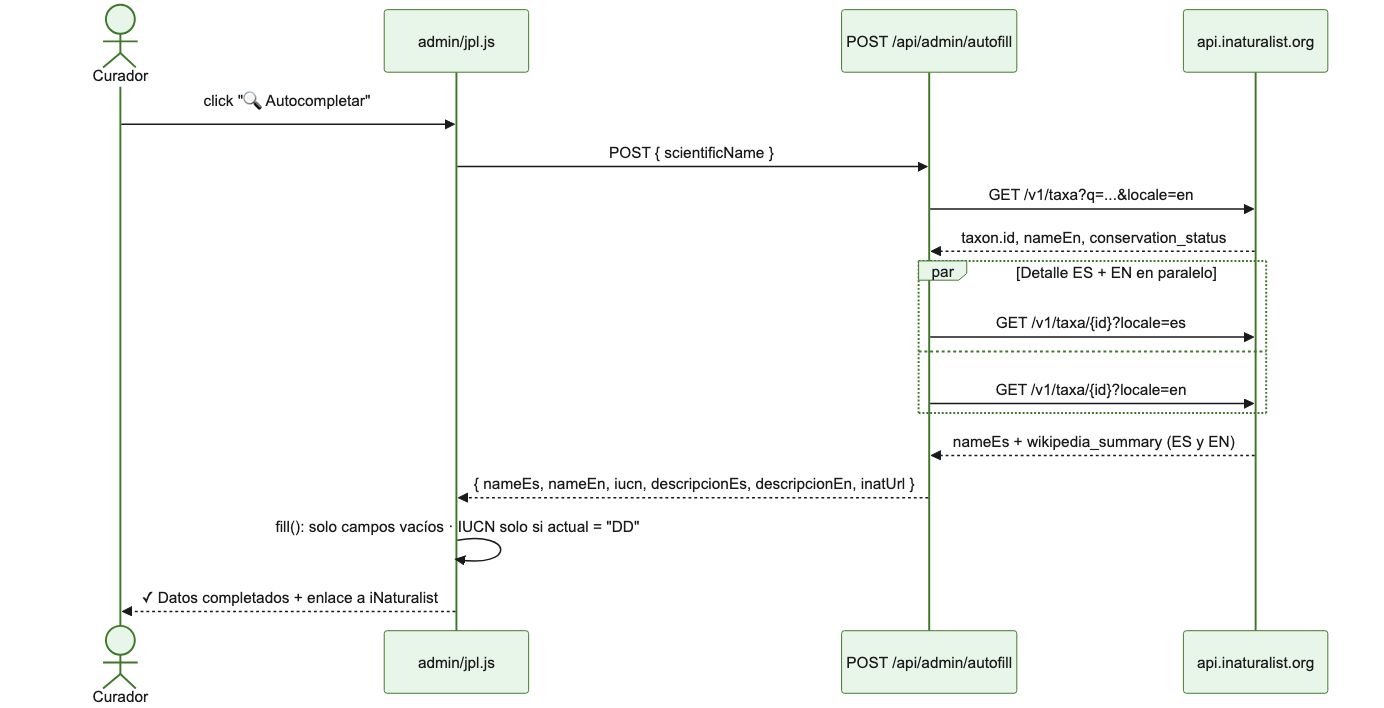 admin/jpl.js
POST /api/admin/autofill
api.inaturalist.org
Curador
click "🔍 Autocompletar"
POST { scientificName }
GET /v1/taxa?q=...&locale=en
taxon.id, nameEn, conservation_status
par
[Detalle ES + EN en paralelo]
GET /v1/taxa/{id}?locale=es
GET /v1/taxa/{id}?locale=en
nameEs + wikipedia_summary (ES y EN)
{ nameEs, nameEn, iucn, descripcionEs, descripcionEn, inatUrl }
fill(): solo campos vacíos · IUCN solo si actual = "DD"
✓ Datos completados + enlace a iNaturalist
admin/jpl.js
POST /api/admin/autofill
api.inaturalist.org
Curador